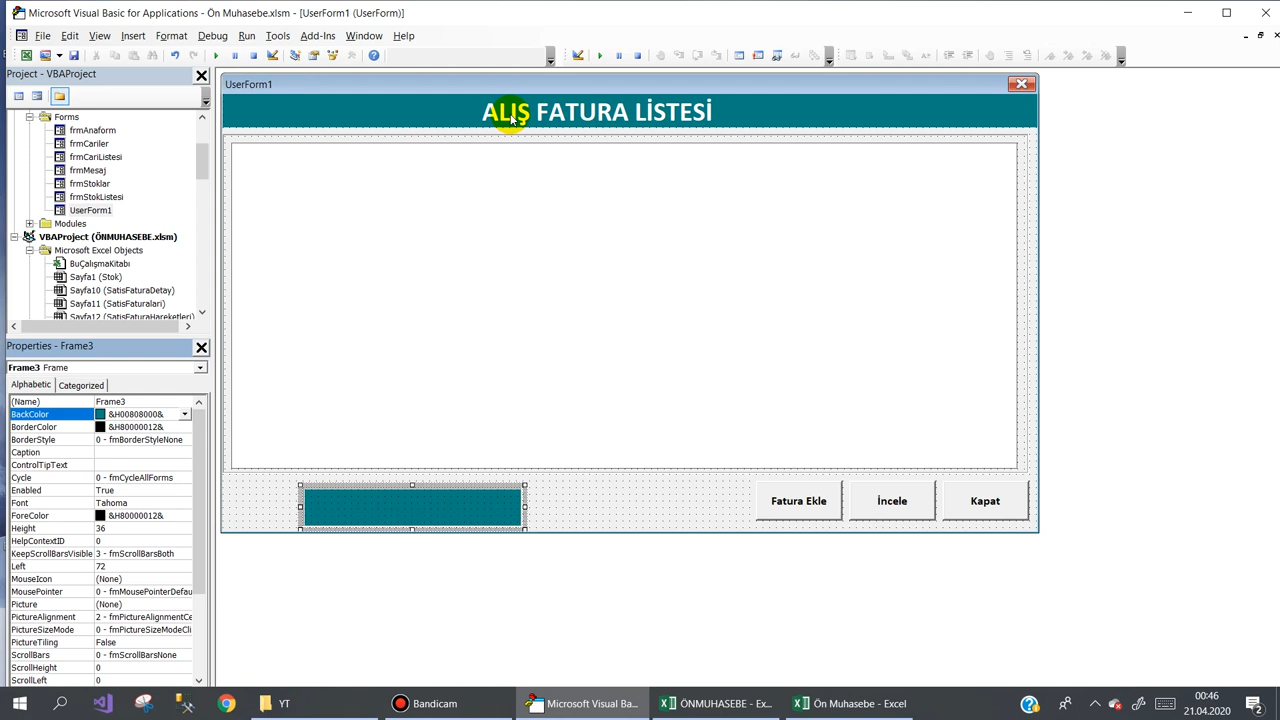 Microsoft Visual Basic for Applications - Ön Muhasebe.xlsm - [UserForm1 (UserForm)]
File Edit View Insert Format Debug Run Tools Add-Ins Window Help
Project - VBAProject
Forms
frmAnaform
frmCariler
frmCariListesi
frmMesaj
frmStoklar
frmStokListesi
UserForm1
Modules
VBAProject (ÖNMUHASEBE.xlsm)
Microsoft Excel Objects
BuÇalışmaKitabı
Sayfa1 (Stok)
Sayfa10 (SatisFaturaDetay)
Sayfa11 (SatisFaturalari)
Sayfa12 (SatisFaturaHareketleri)
Properties - Frame3
Frame3 Frame
Alphabetic Categorized
(Name) Frame3
BackColor &H00808000&
BorderColor &H80000012&
BorderStyle 0 - fmBorderStyleNone
Caption
ControlTipText
Cycle 0 - fmCycleAllForms
Enabled True
Font Tahoma
ForeColor &H80000012&
Height 36
HelpContextID 0
KeepScrollBarsVisible 3 - fmScrollBarsBoth
Left 72
MouseIcon (None)
MousePointer 0 - fmMousePointerDefau
Picture (None)
PictureAlignment 2 - fmPictureAlignmentCe
PictureSizeMode 0 - fmPictureSizeModeCli
PictureTiling False
ScrollBars 0 - fmScrollBarsNone
ScrollHeight 0
ScrollLeft 0
UserForm1
ALIŞ FATURA LİSTESİ
Fatura Ekle İncele Kapat
YT
Bandicam
Microsoft Visual Ba...
ÖNMUHASEBE - Ex...
Ön Muhasebe - Excel
00:46
21.04.2020
2